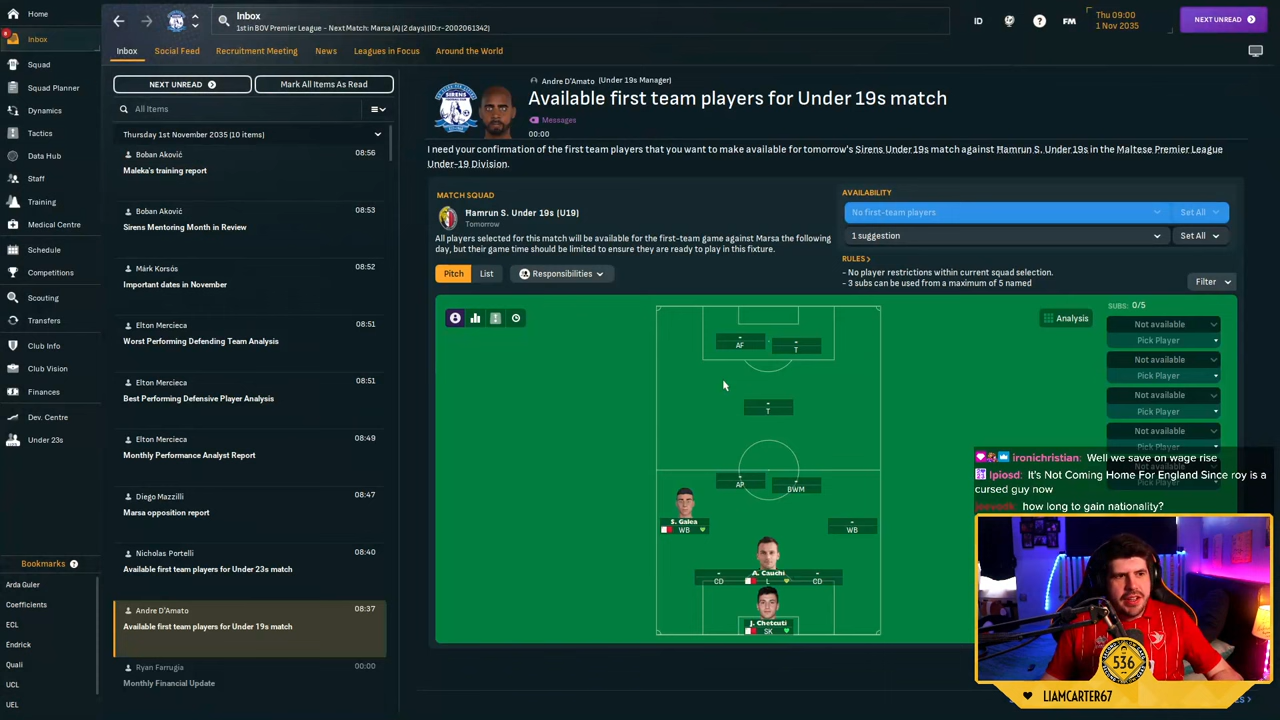 Home
Inbox
1st in BOV Premier League - Next Match: Marsa (A) (2 days) (ID:r-2002061342)
ID
FM
Thu 09:00
1 Nov 2035
NEXT UNREAD
Inbox
Inbox
Social Feed
Recruitment Meeting
News
Leagues in Focus
Around the World
Squad
Squad Planner
Dynamics
Tactics
Data Hub
Staff
Training
Medical Centre
Schedule
Competitions
Scouting
Transfers
Club Info
Club Vision
Finances
Dev. Centre
Under 23s
Bookmarks
Arda Guler
Coefficients
ECL
Endrick
Quali
UCL
UEL
NEXT UNREAD
Mark All Items As Read
All Items
Thursday 1st November 2035 (10 items)
Boban Aković 08:56
Maleka's training report
Boban Aković 08:53
Sirens Mentoring Month in Review
Márk Korsós 08:52
Important dates in November
Elton Mercieca 08:51
Worst Performing Defending Team Analysis
Elton Mercieca 08:51
Best Performing Defensive Player Analysis
Elton Mercieca 08:49
Monthly Performance Analyst Report
Diego Mazzilli 08:47
Marsa opposition report
Nicholas Portelli 08:40
Available first team players for Under 23s match
Andre D'Amato 08:37
Available first team players for Under 19s match
Ryan Farrugia 00:00
Monthly Financial Update
Andre D'Amato (Under 19s Manager)
Available first team players for Under 19s match
Messages
00:00
I need your confirmation of the first team players that you want to make available for tomorrow's Sirens Under 19s match against Ħamrun S. Under 19s in the Maltese Premier League
Under-19 Division.
MATCH SQUAD
Ħamrun S. Under 19s (U19)
Tomorrow
All players selected for this match will be available for the first-team game against Marsa the following
day, but their game time should be limited to ensure they are ready to play in this fixture.
AVAILABILITY
No first-team players Set All
1 suggestion Set All
RULES
- No player restrictions within current squad selection.
- 3 subs can be used from a maximum of 5 named
Pitch
List
Responsibilities
Filter
Analysis
SUBS: 0/5
Not available
Pick Player
Not available
Pick Player
Not available
Pick Player
Not available
Pick Player
AF
T
T
AP
BWM
S. Galea
WB
WB
A. Cauchi
CD
L
CD
J. Chetcuti
SK
ironichristian: Well we save on wage rise
lpiosd: It's Not Coming Home For England Since roy is a
cursed guy now
how long to gain nationality?
536
LIAMCARTER67